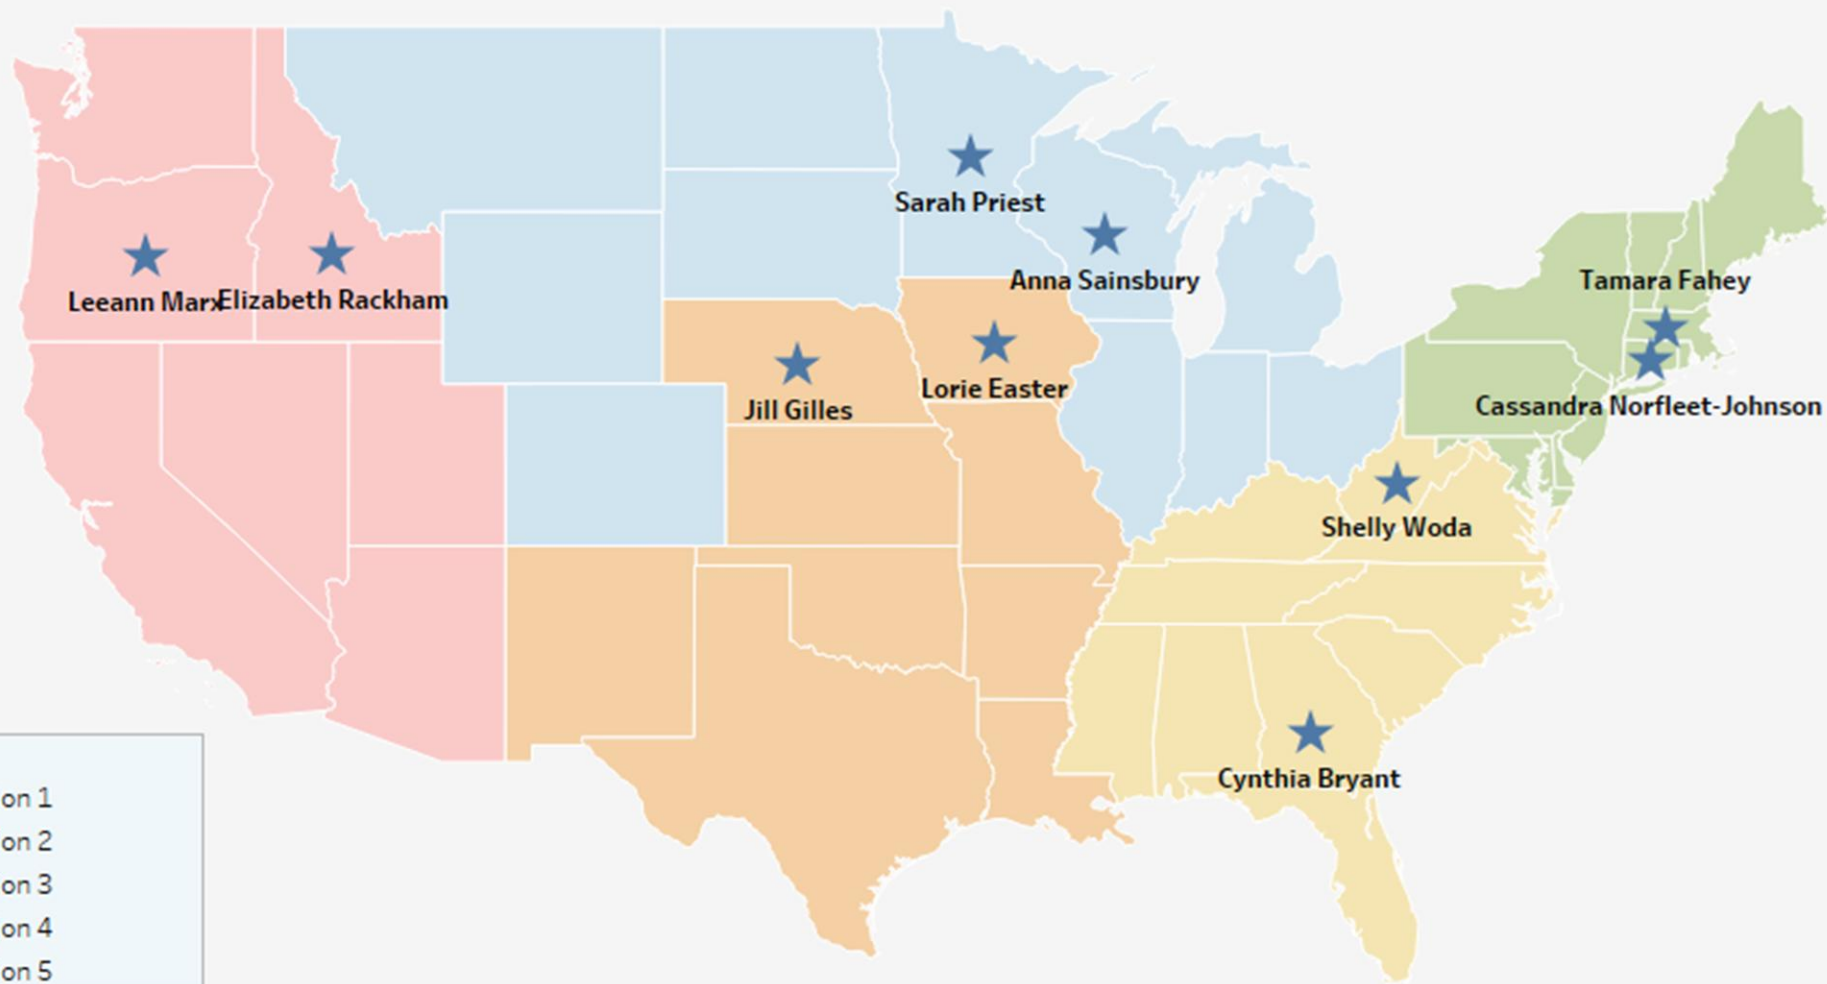 Sarah Priest
Anna Sainsbury
Tamara Fahey
Leeann Marx
Elizabeth Rackham
Lorie Easter
Jill Gilles
Cassandra Norfleet-Johnson
Shelly Woda
Cynthia Bryant
on 1
on 2
on 3
on 4
on 5